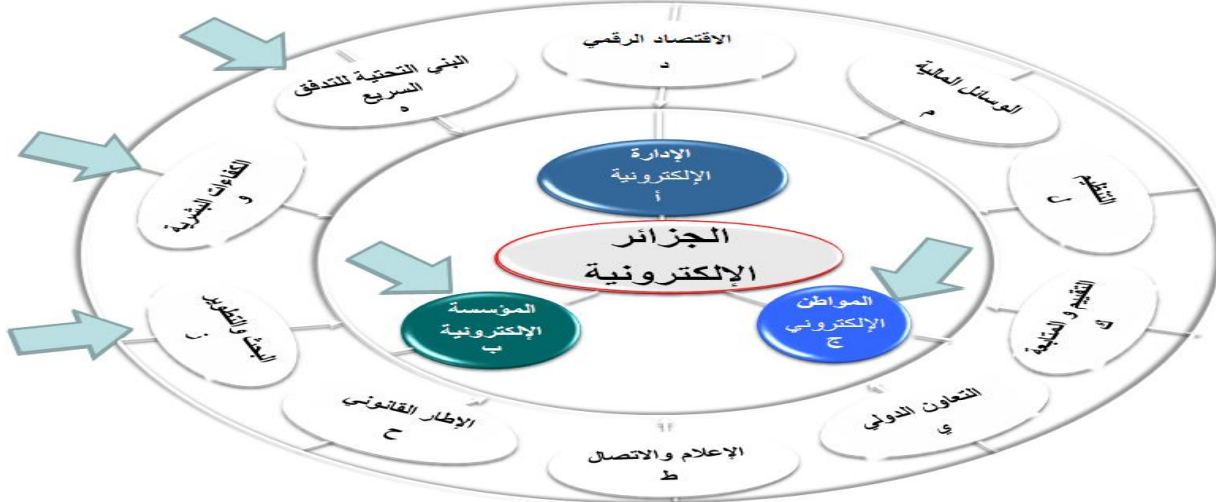 الاقتصاد الرقمي
د
البني التحتية للتدفق
السريع
ه
الوسائل المالية
م
الكفاءات البشرية
و
الإدارة
الإلكترونية
أ
التنظيم
ل
الجزائر
الإلكترونية
المؤسسة
الإلكترونية
ب
المواطن
الإلكتروني
ج
البحث والتطوير
ز
التقييم و المتابعة
ك
الإطار القانوني
ح
التعاون الدولي
ي
الإعلام والاتصال
ط